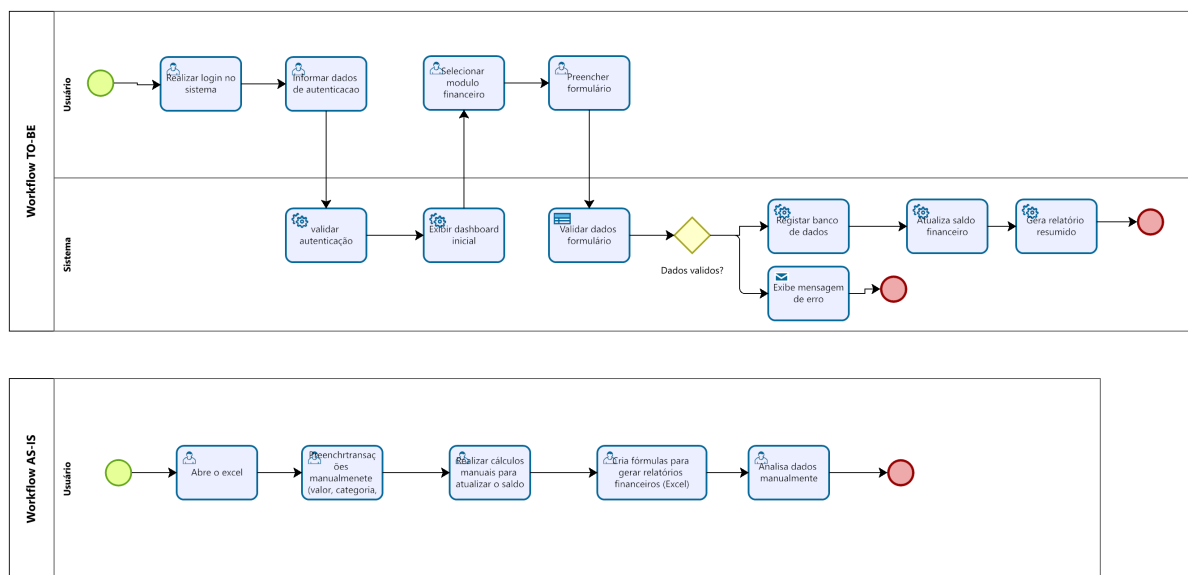 Workflow TO-BE
Usuário
Realizar login no
sistema
Informar dados
de autenticacao
Selecionar
modulo
financeiro
Preencher
formulário
Sistema
validar
autenticação
Exibir dashboard
inicial
Validar dados
formulário
Dados validos?
Registar banco
de dados
Atualiza saldo
financeiro
Gera relatório
resumido
Exibe mensagem
de erro
Workflow AS-IS
Usuário
Abre o excel
ões
manualmenete
(valor, categoria,
Realizar cálculos
manuais para
atualizar o saldo
Cria fórmulas para
gerar relatórios
financeiros (Excel)
Analisa dados
manualmente